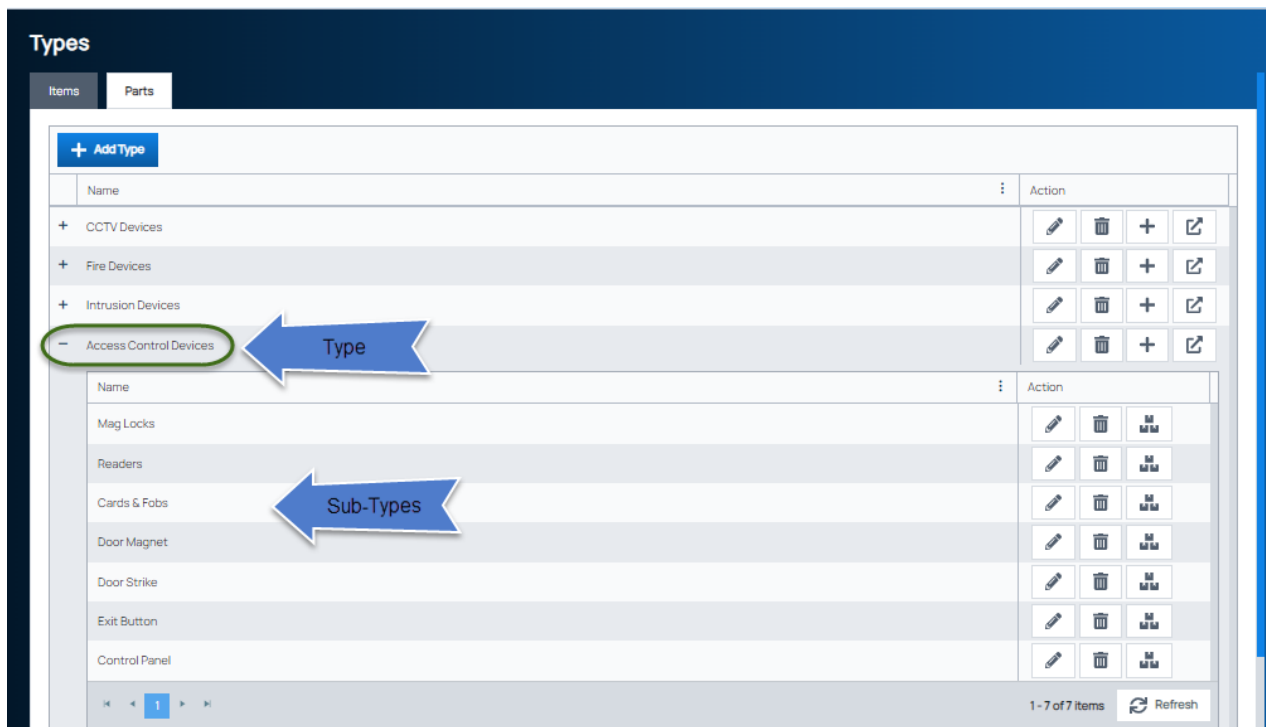 Types
Items Parts
+ Add Type
Name Action
+ CCTV Devices
+ Fire Devices
+ Intrusion Devices
− Access Control Devices Type
Name Action
Mag Locks
Readers
Cards & Fobs Sub-Types
Door Magnet
Door Strike
Exit Button
Control Panel
1 1 - 7 of 7 items Refresh